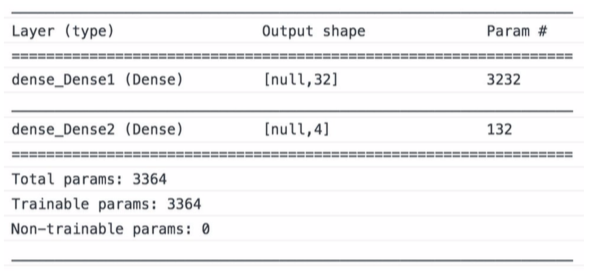 Layer (type) Output shape Param #
=================================================================
dense_Dense1 (Dense) [null,32] 3232
dense_Dense2 (Dense) [null,4] 132
=================================================================
Total params: 3364
Trainable params: 3364
Non-trainable params: 0